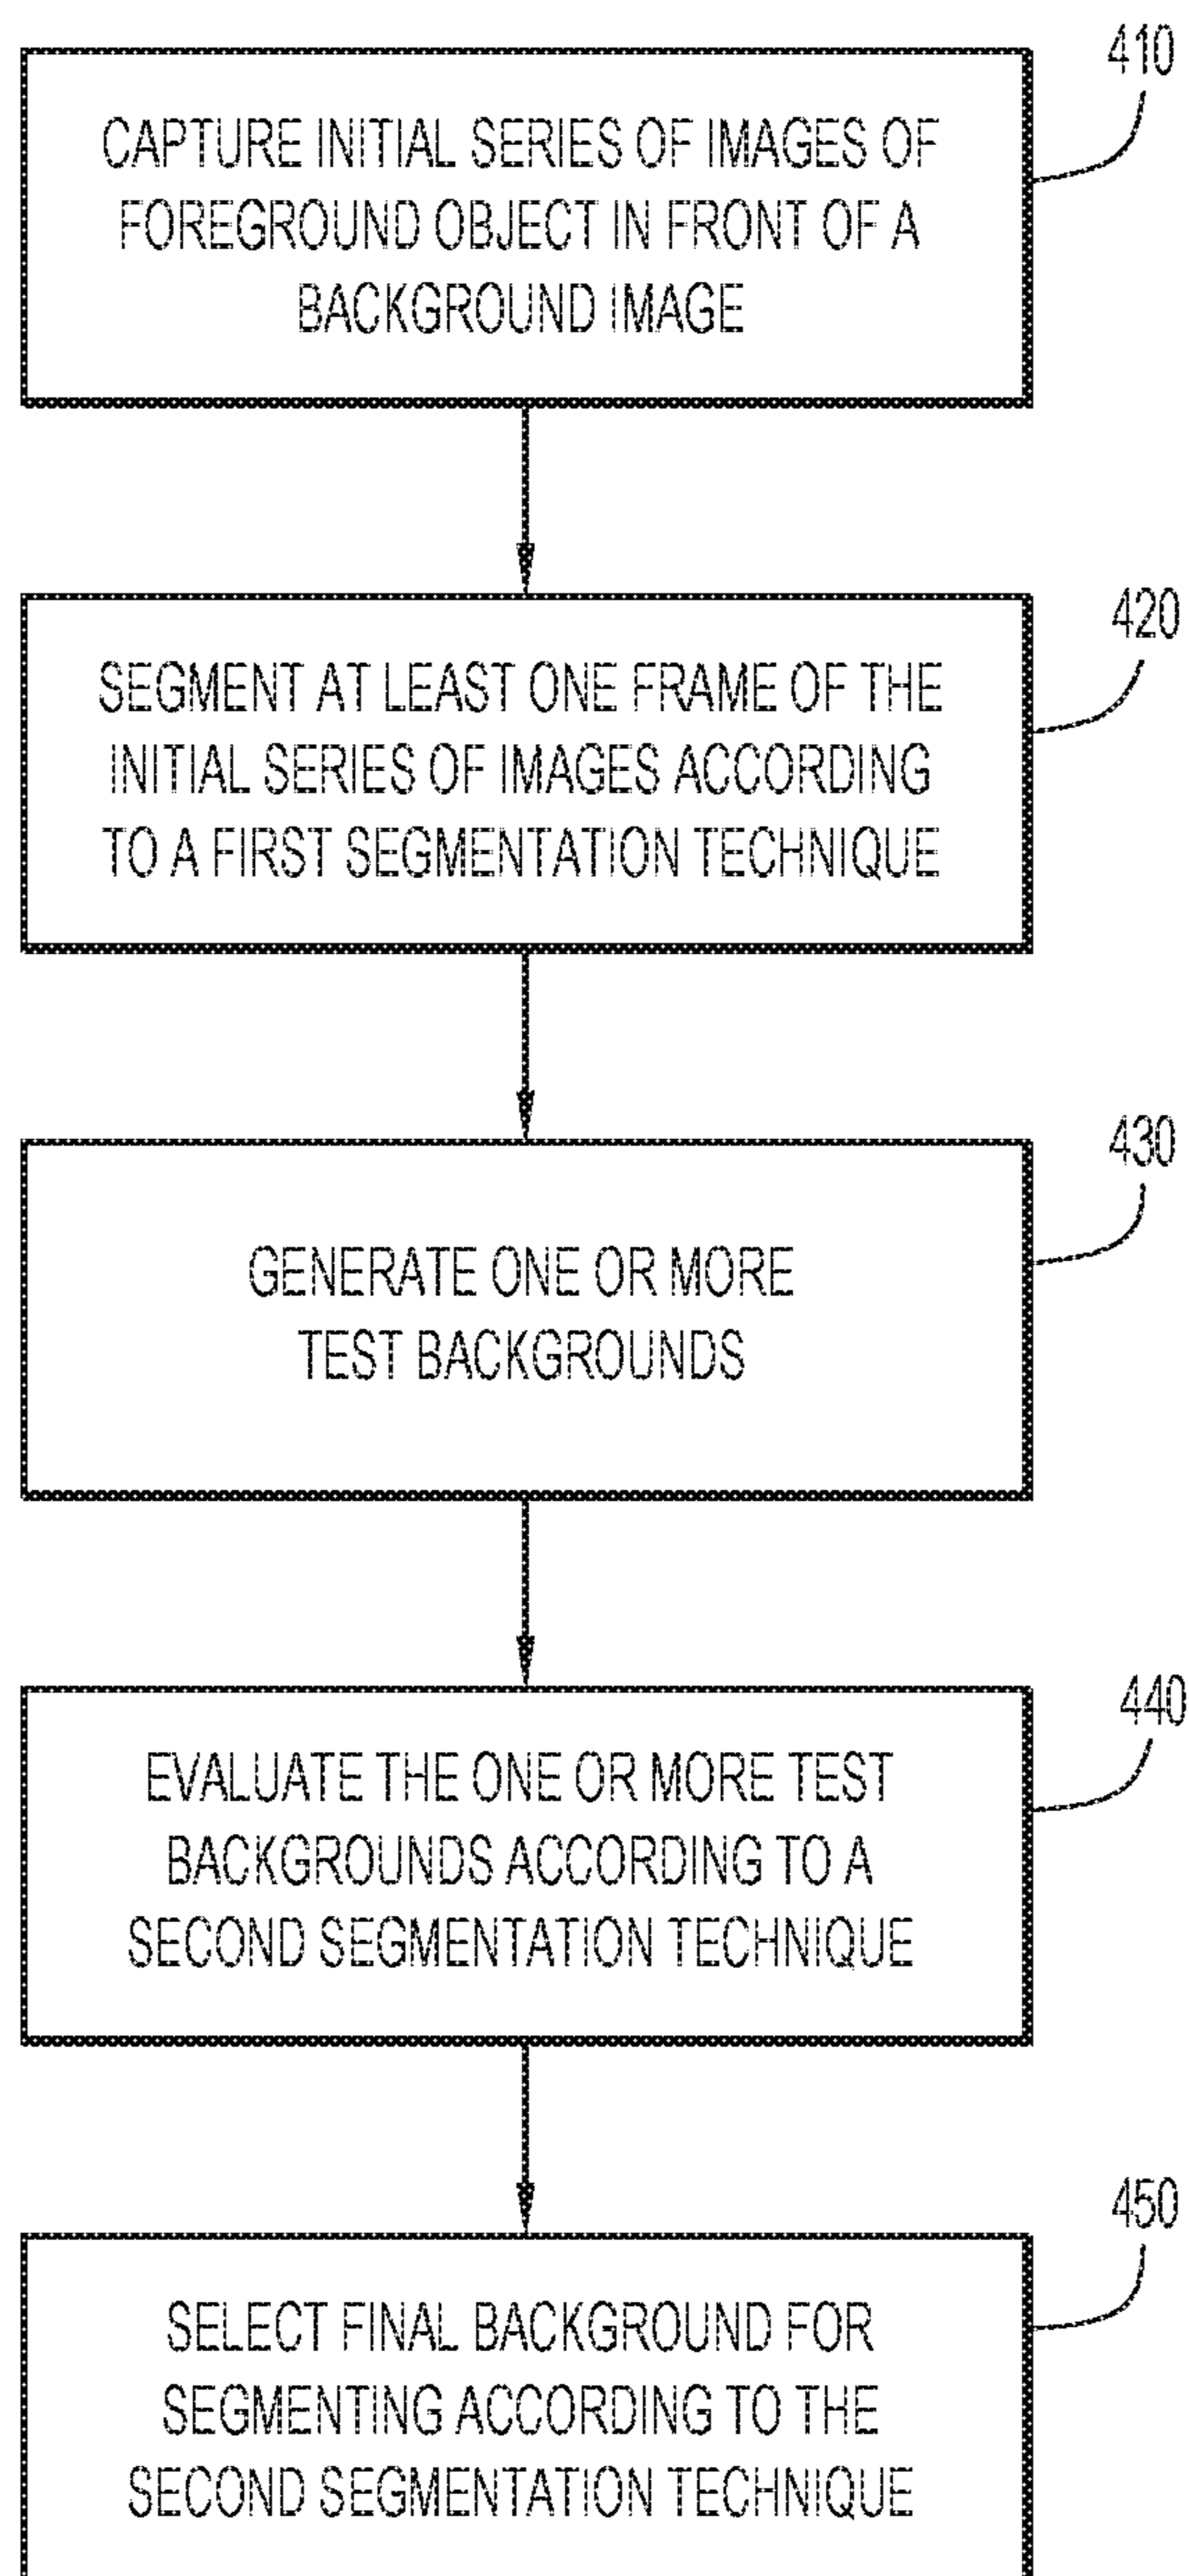 410
CAPTURE INITIAL SERIES OF IMAGES OF
FOREGROUND OBJECT IN FRONT OF A
BACKGROUND IMAGE
420
SEGMENT AT LEAST ONE FRAME OF THE
INITIAL SERIES OF IMAGES ACCORDING
TO A FIRST SEGMENTATION TECHNIQUE
430
GENERATE ONE OR MORE
TEST BACKGROUNDS
440
EVALUATE THE ONE OR MORE TEST
BACKGROUNDS ACCORDING TO A
SECOND SEGMENTATION TECHNIQUE
450
SELECT FINAL BACKGROUND FOR
SEGMENTING ACCORDING TO THE
SECOND SEGMENTATION TECHNIQUE